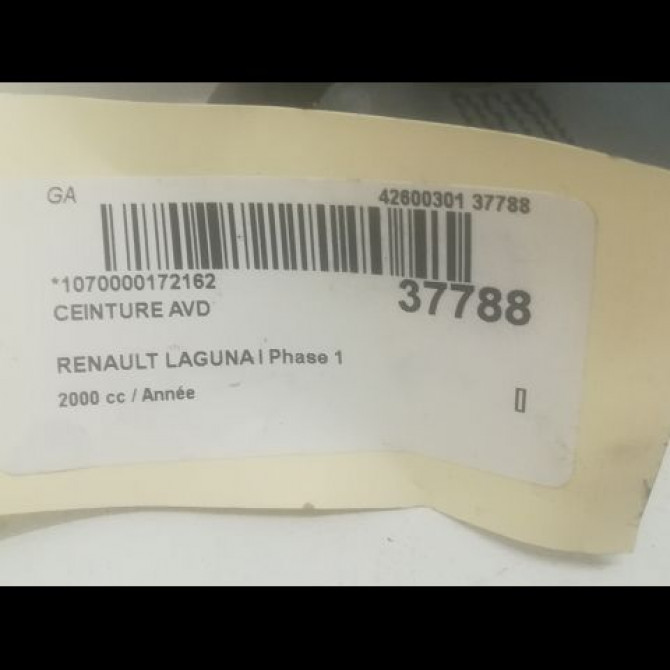 GA 42600301 37788
*1070000172162
37788
CEINTURE AVD
RENAULT LAGUNA I Phase 1
2000 cc / Année